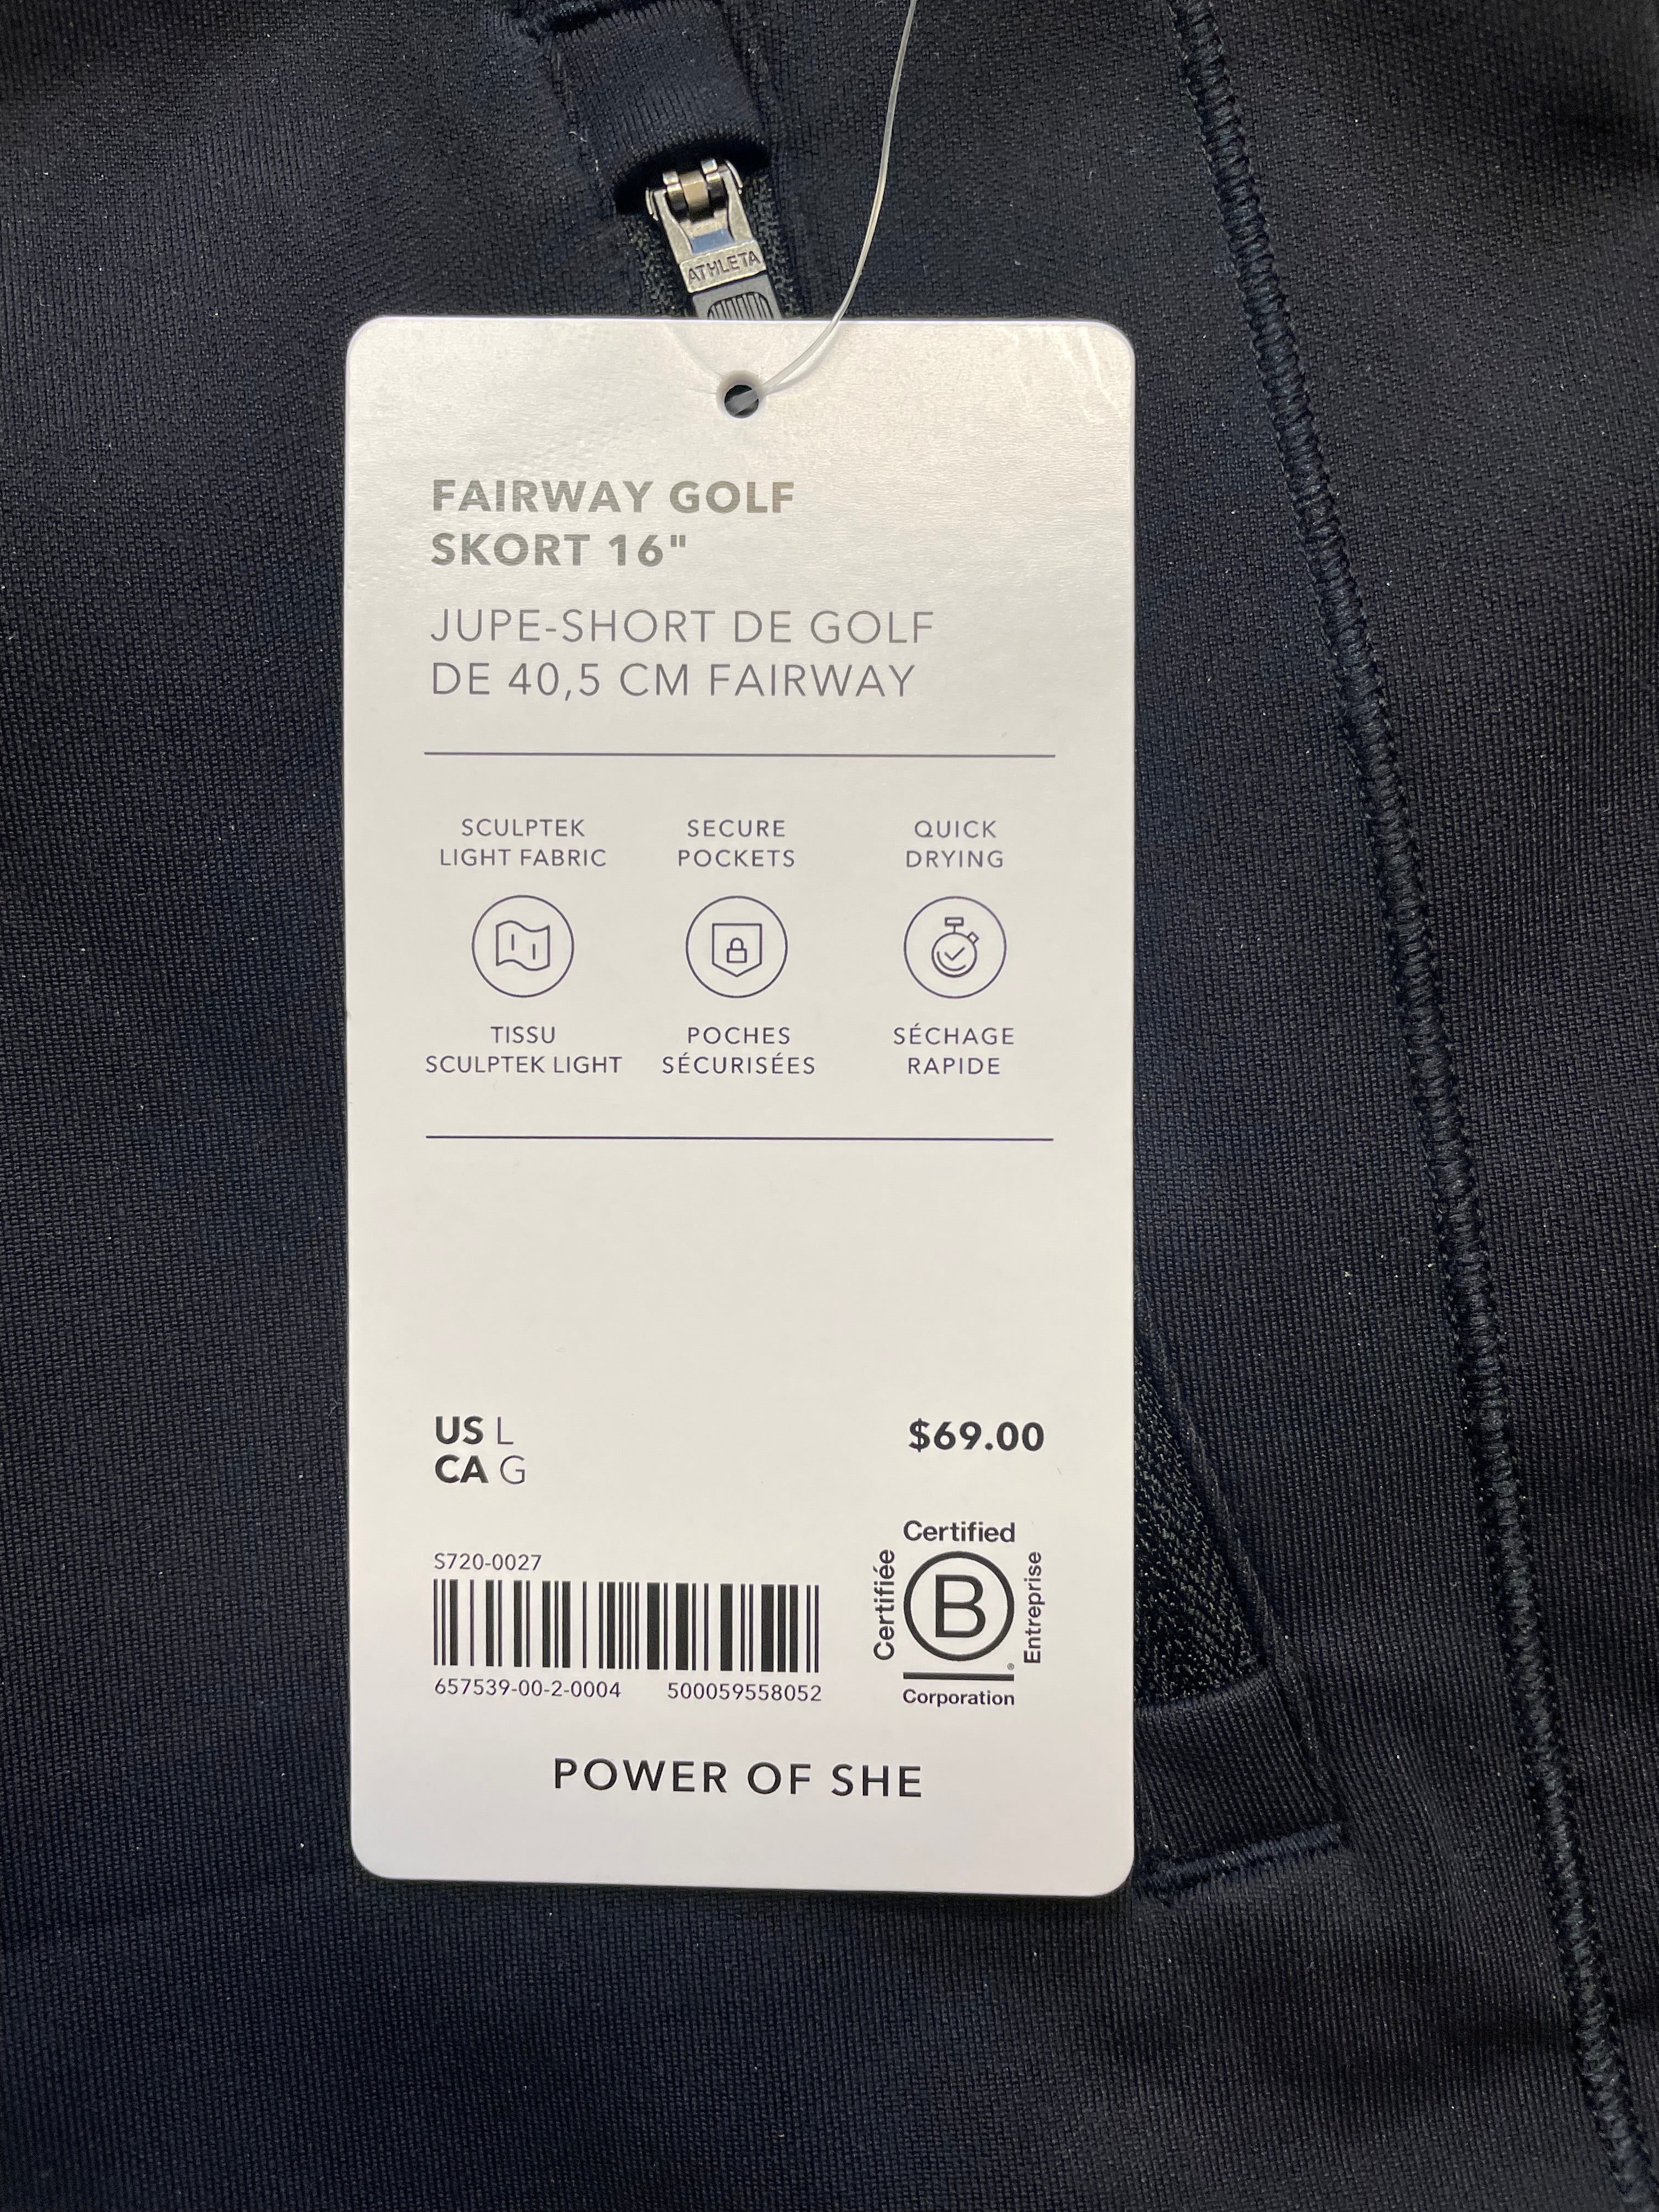 ATHLETA
FAIRWAY GOLF
SKORT 16"
JUPE-SHORT DE GOLF
DE 40,5 CM FAIRWAY
SCULPTEK
LIGHT FABRIC
SECURE
POCKETS
QUICK
DRYING
TISSU
SCULPTEK LIGHT
POCHES
SÉCURISÉES
SÉCHAGE
RAPIDE
US L
CA G
$69.00
S720-0027
657539-00-2-0004 500059558052
Certified
Certifiée
B
Entreprise
®
Corporation
POWER OF SHE